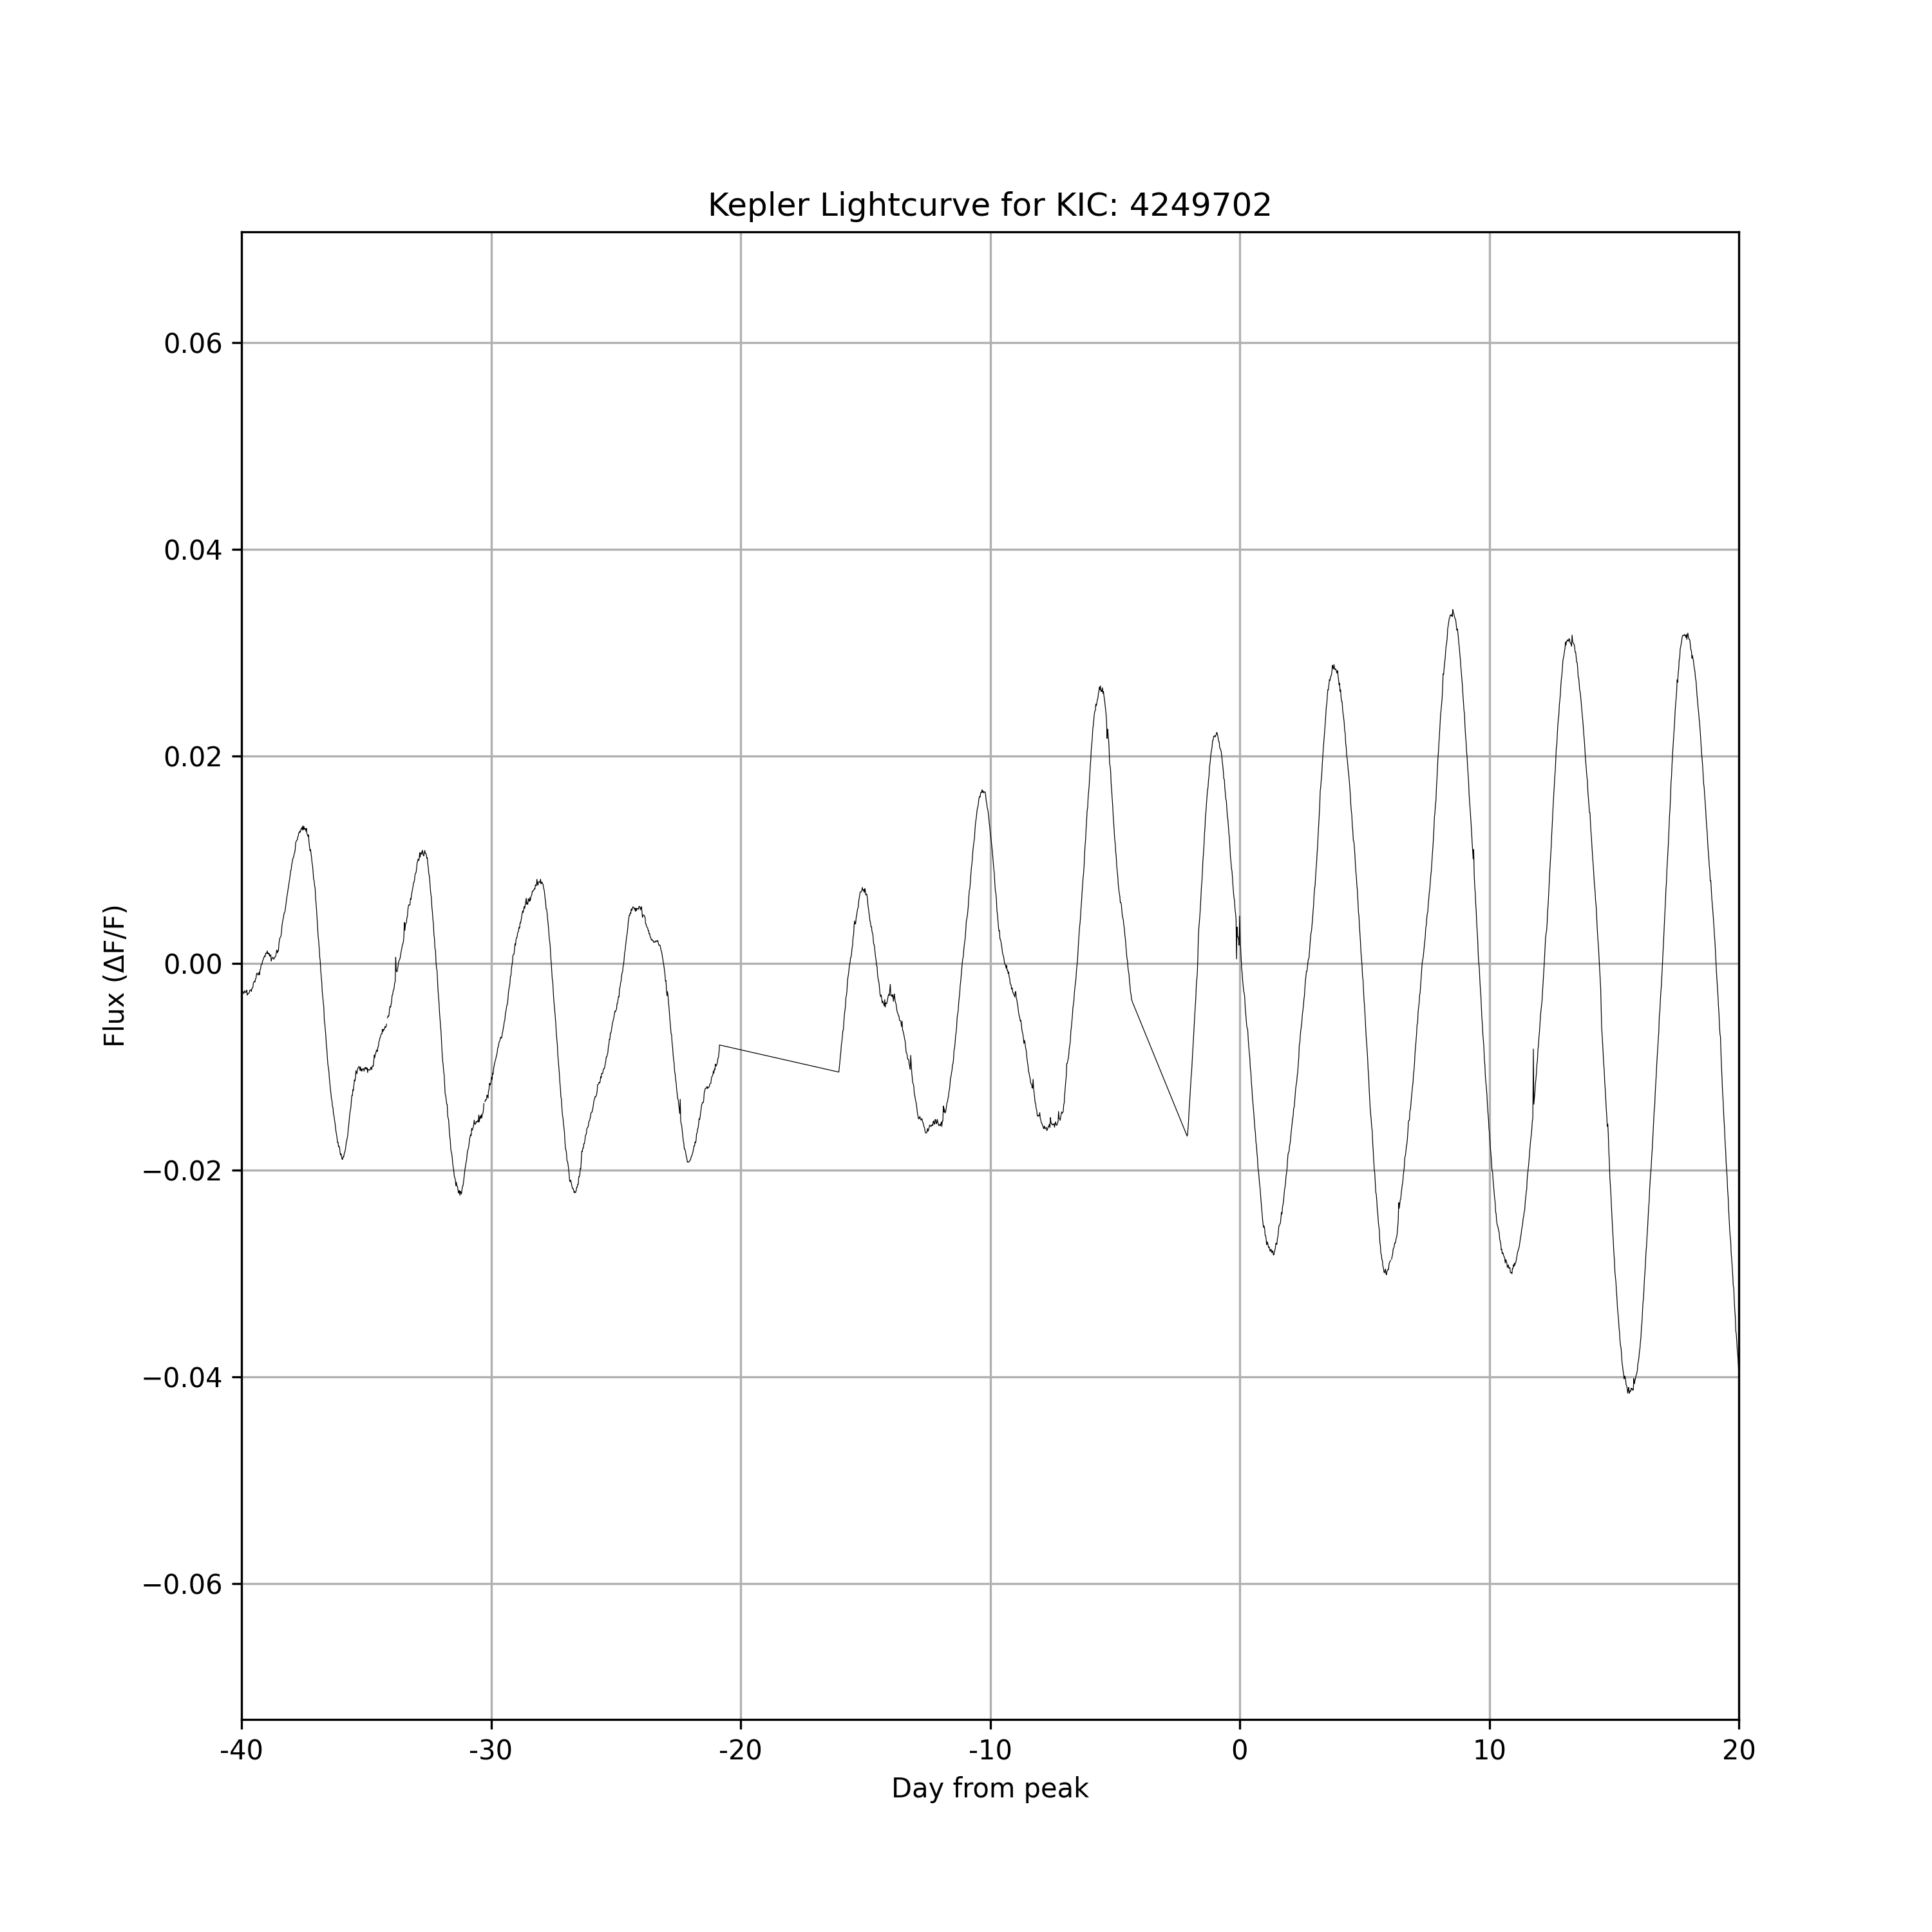 Kepler Lightcurve for KIC: 4249702
0.06
0.04
0.02
0.00
−0.02
−0.04
−0.06
Flux (ΔF/F)
-40 -30 -20 -10 0 10 20
Day from peak